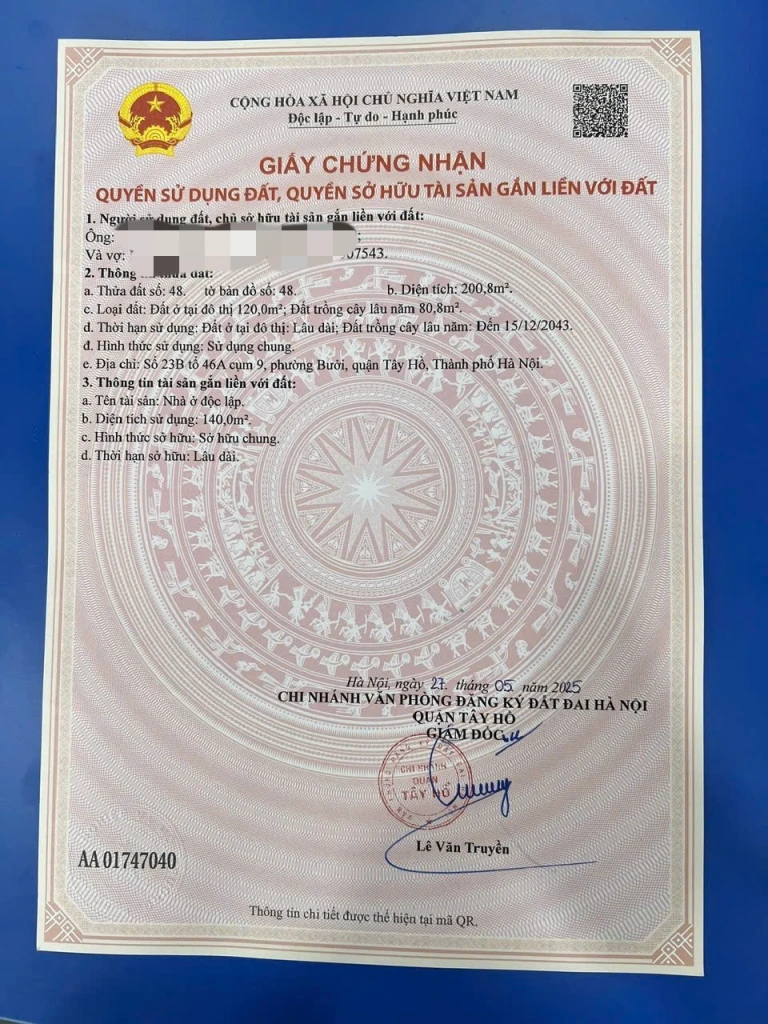 CỘNG HÒA XÃ HỘI CHỦ NGHĨA VIỆT NAM
Độc lập - Tự do - Hạnh phúc
GIẤY CHỨNG NHẬN
QUYỀN SỬ DỤNG ĐẤT, QUYỀN SỞ HỮU TÀI SẢN GẮN LIỀN VỚI ĐẤT
1. Người sử dụng đất, chủ sở hữu tài sản gắn liền với đất:
Ông:
Và vợ: 07543.
2. Thông thửa đất:
a. Thửa đất số: 48. tờ bản đồ số: 48. b. Diện tích: 200,8m².
c. Loại đất: Đất ở tại đô thị 120,0m²; Đất trồng cây lâu năm 80,8m².
d. Thời hạn sử dụng: Đất ở tại đô thị: Lâu dài; Đất trồng cây lâu năm: Đến 15/12/2043.
đ. Hình thức sử dụng: Sử dụng chung.
e. Địa chỉ: Số 23B tổ 46A cụm 9, phường Bưởi, quận Tây Hồ, Thành phố Hà Nội.
3. Thông tin tài sản gắn liền với đất:
a. Tên tài sản: Nhà ở độc lập.
b. Diện tích sử dụng: 140,0m².
c. Hình thức sở hữu: Sở hữu chung.
d. Thời hạn sở hữu: Lâu dài.
Hà Nội, ngày 27 tháng 05 năm 2025
CHI NHÁNH VĂN PHÒNG ĐĂNG KÝ ĐẤT ĐAI HÀ NỘI
QUẬN TÂY HỒ
GIÁM ĐỐC
CHI NHÁNH
QUẬN
TÂY HỒ
Lê Văn Truyền
AA 01747040
Thông tin chi tiết được thể hiện tại mã QR.